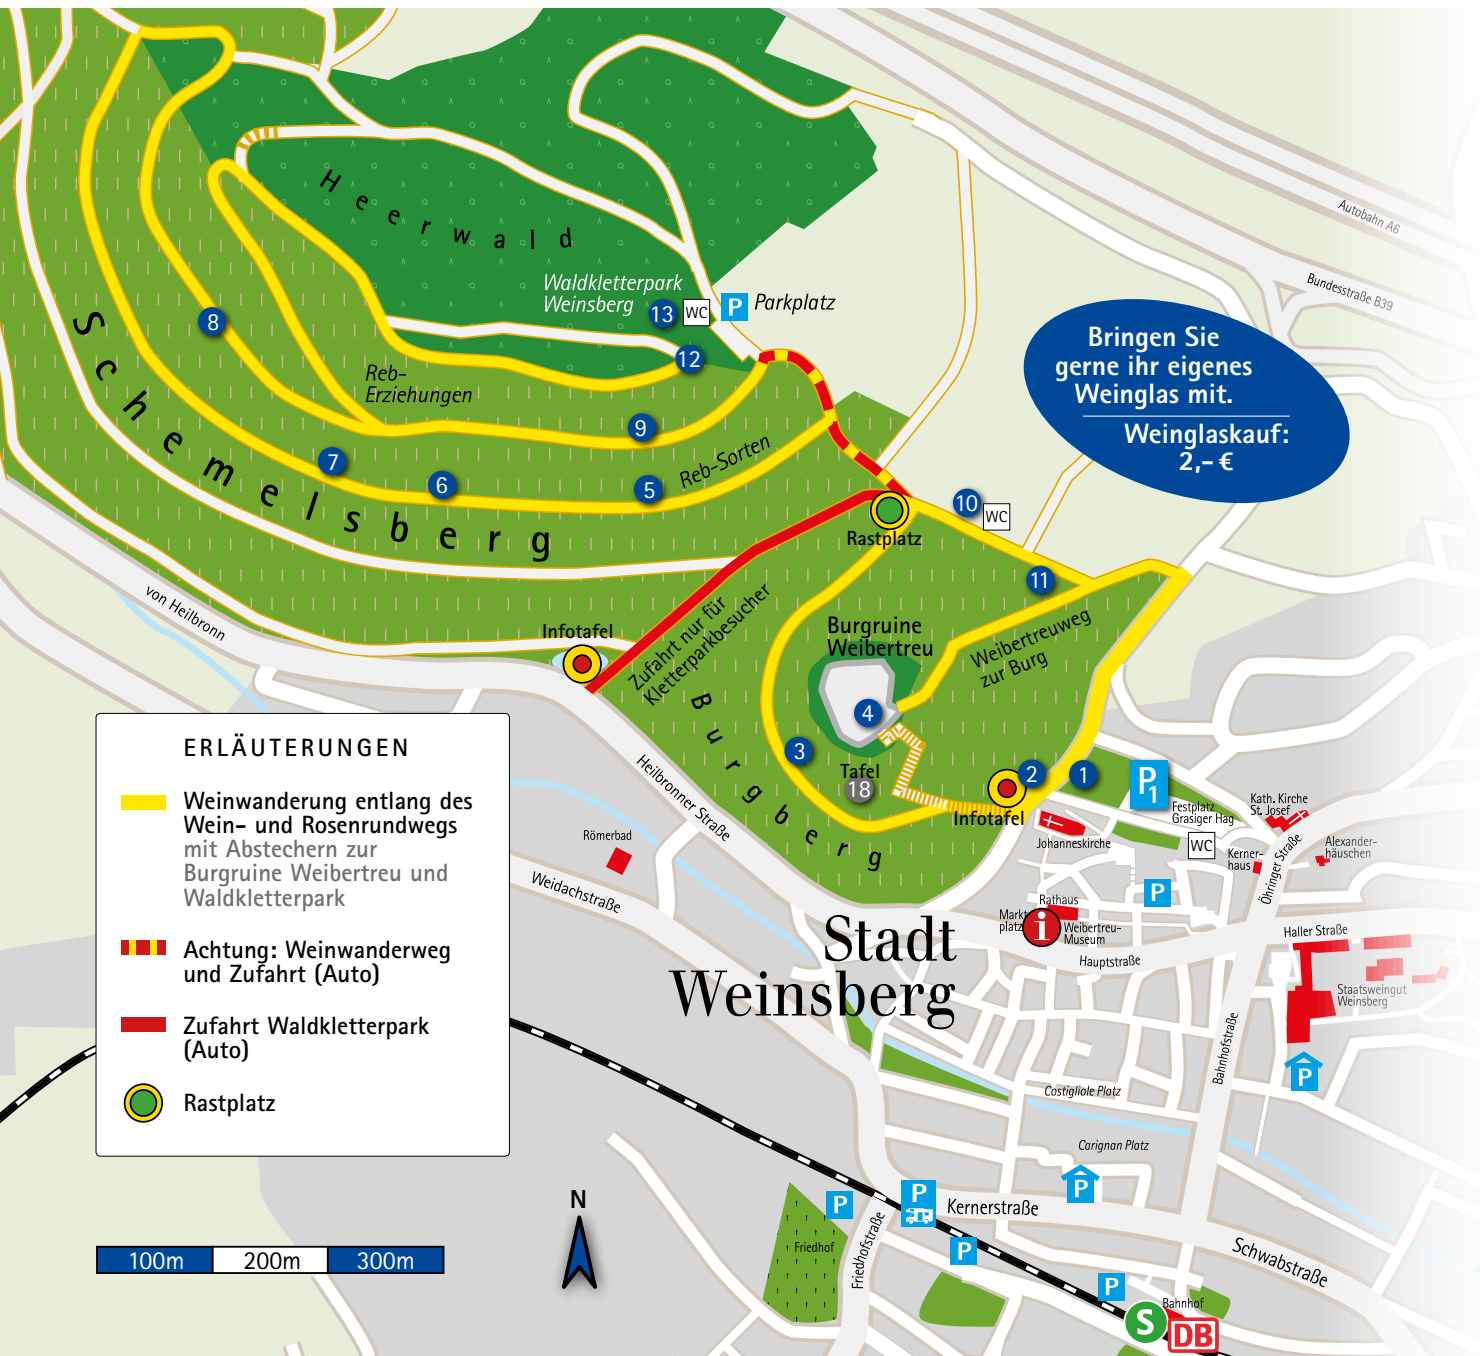 Autobahn A6
Bundesstraße B39
Heerwald
Waldkletterpark
Weinsberg
13
WC
P
Parkplatz
12
8
Reb-
Erziehungen
9
7
6
5
Reb-Sorten
Schemelsberg
Bringen Sie
gerne ihr eigenes
Weinglas mit.
Weinglaskauf:
2,- €
10
WC
Rastplatz
11
von Heilbronn
Infotafel
Zufahrt nur für
Kletterparkbesucher
Burgruine
Weibertreu
Weibertreuweg
zur Burg
4
3
Burgberg
Tafel
18
2
1
Infotafel
P1
Festplatz
Grasiger Hag
WC
Kath. Kirche
St. Josef
Kerner-
haus
Alexander-
häuschen
Öhringer Straße
Johanneskirche
P
Rathaus
Markt
platz
i
Weibertreu-
Museum
Hauptstraße
Haller Straße
Staatsweingut
Weinsberg
P
Bahnhofstraße
Heilbronner Straße
Römerbad
Weidachstraße
Stadt
Weinsberg
Costigliole Platz
Carignan Platz
P
Kernerstraße
Schwabstraße
P
P
Friedhof
Friedhofstraße
P
P
Bahnhof
S
DB
ERLÄUTERUNGEN
Weinwanderung entlang des
Wein- und Rosenrundwegs
mit Abstechern zur
Burgruine Weibertreu und
Waldkletterpark
Achtung: Weinwanderweg
und Zufahrt (Auto)
Zufahrt Waldkletterpark
(Auto)
Rastplatz
100m
200m
300m
N